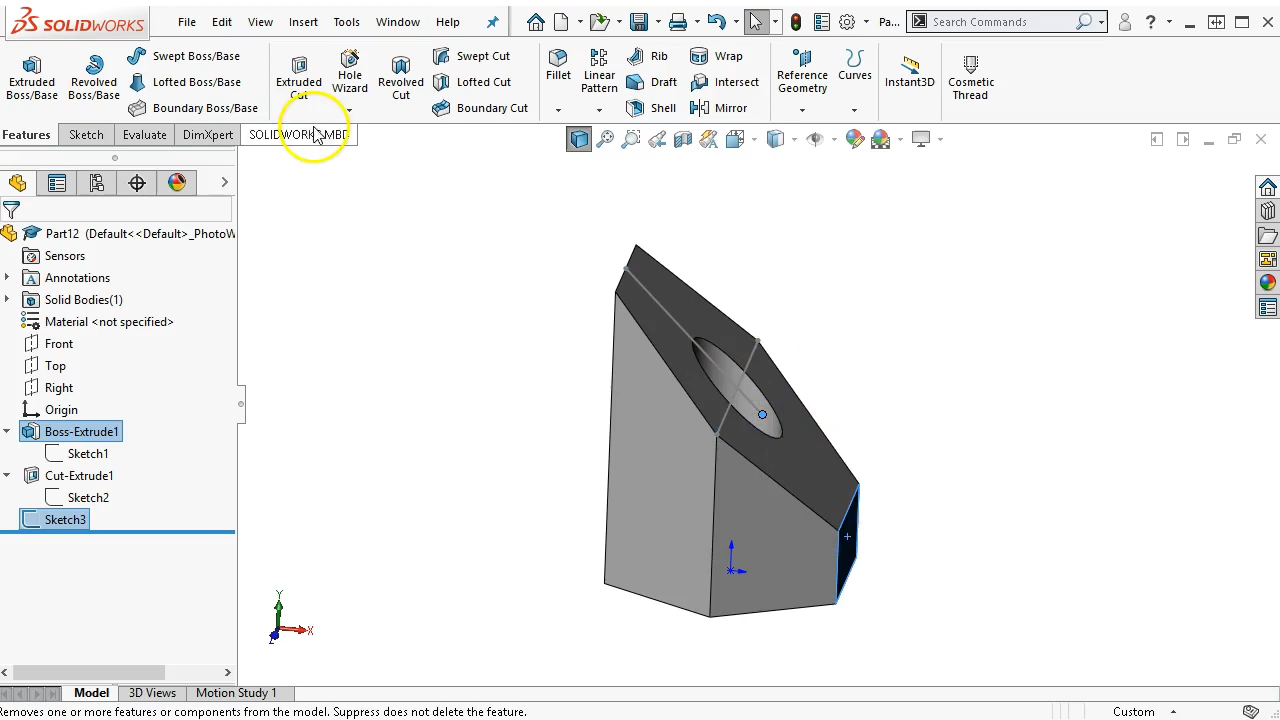 SOLIDWORKS
File Edit View Insert Tools Window Help
Pa...
Search Commands
Extruded Boss/Base
Revolved Boss/Base
Swept Boss/Base
Lofted Boss/Base
Boundary Boss/Base
Extruded Cut
Hole Wizard
Revolved Cut
Swept Cut
Lofted Cut
Boundary Cut
Fillet
Linear Pattern
Rib
Draft
Shell
Wrap
Intersect
Mirror
Reference Geometry
Curves
Instant3D
Cosmetic Thread
Features Sketch Evaluate DimXpert SOLIDWORKS MBD
Part12 (Default<<Default>_PhotoW
Sensors
Annotations
Solid Bodies(1)
Material <not specified>
Front
Top
Right
Origin
Boss-Extrude1
Sketch1
Cut-Extrude1
Sketch2
Sketch3
Y
X
Z
Model 3D Views Motion Study 1
Removes one or more features or components from the model. Suppress does not delete the feature.
Custom